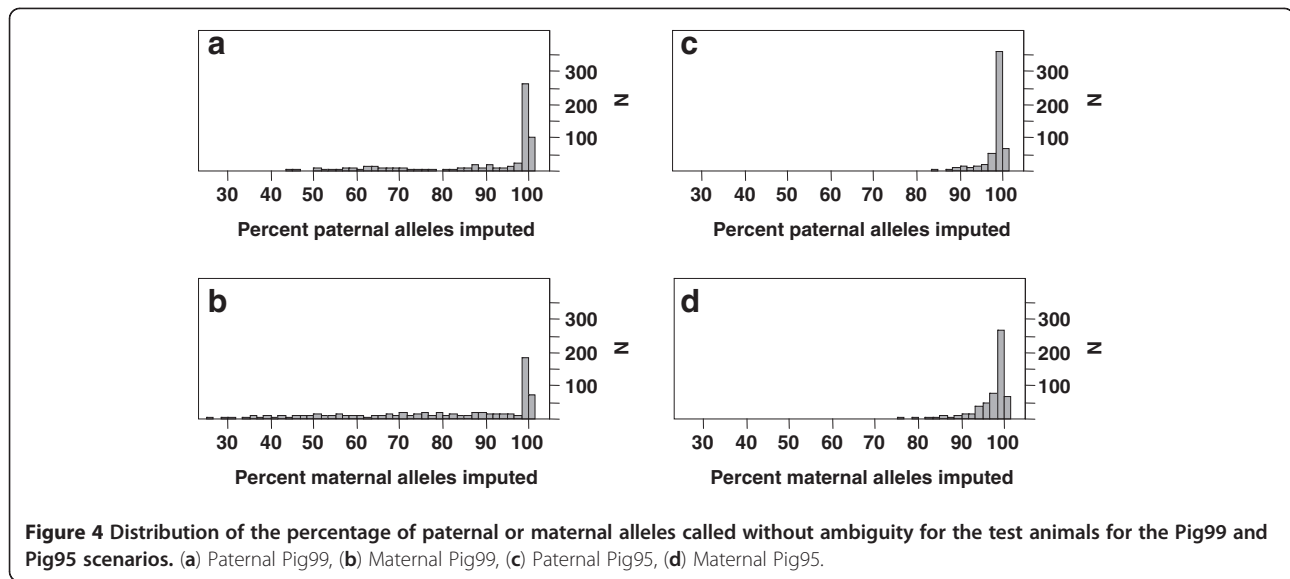 a
300
200
100
N
30 40 50 60 70 80 90 100
Percent paternal alleles imputed
c
300
200
100
N
30 40 50 60 70 80 90 100
Percent paternal alleles imputed
b
300
200
100
N
30 40 50 60 70 80 90 100
Percent maternal alleles imputed
d
300
200
100
N
30 40 50 60 70 80 90 100
Percent maternal alleles imputed
Figure 4 Distribution of the percentage of paternal or maternal alleles called without ambiguity for the test animals for the Pig99 and
Pig95 scenarios. (a) Paternal Pig99, (b) Maternal Pig99, (c) Paternal Pig95, (d) Maternal Pig95.